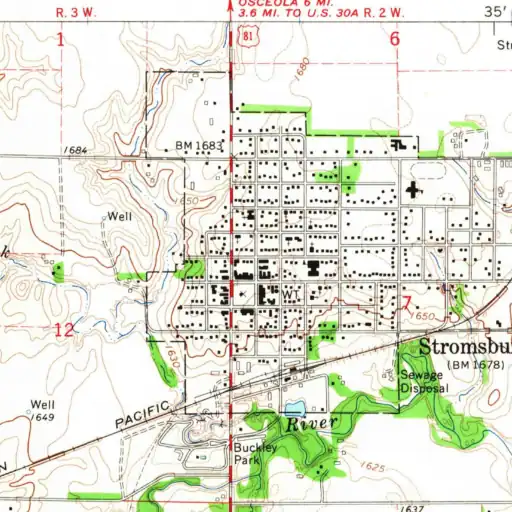 OSCEOLA 6 MI.
R. 3 W.
3.6 MI. TO U.S. 30A R. 2 W.
35'
1
81
6
St
1680
BM 1683
1684
1650
Well
k
WT
7
1650
12
1630
Stromsbu
(BM 1678)
Sewage
Disposal
Well
1649
PACIFIC
River
N
Buckley
Park
1625
1637